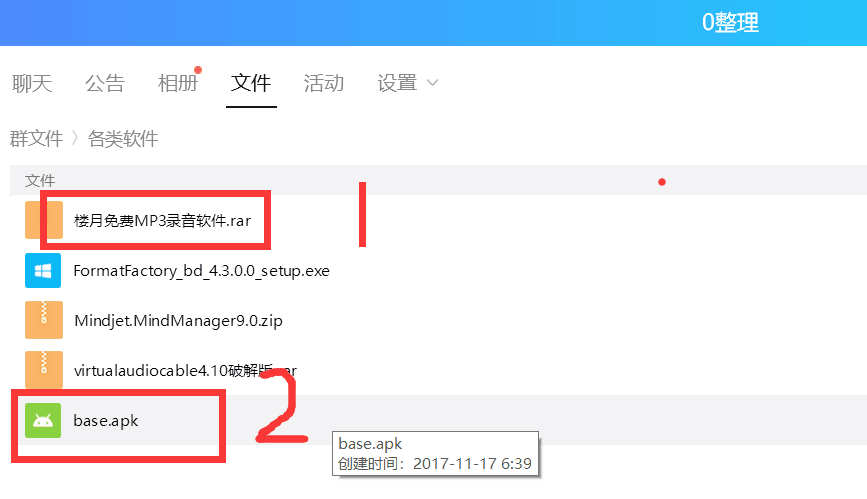 0整理
聊天 公告 相册 文件 活动 设置
群文件 〉各类软件
文件
楼月免费MP3录音软件.rar
1
FormatFactory_bd_4.3.0.0_setup.exe
Mindjet.MindManager9.0.zip
virtualaudiocable4.10破解版.rar
base.apk
2
base.apk
创建时间：2017-11-17 6:39